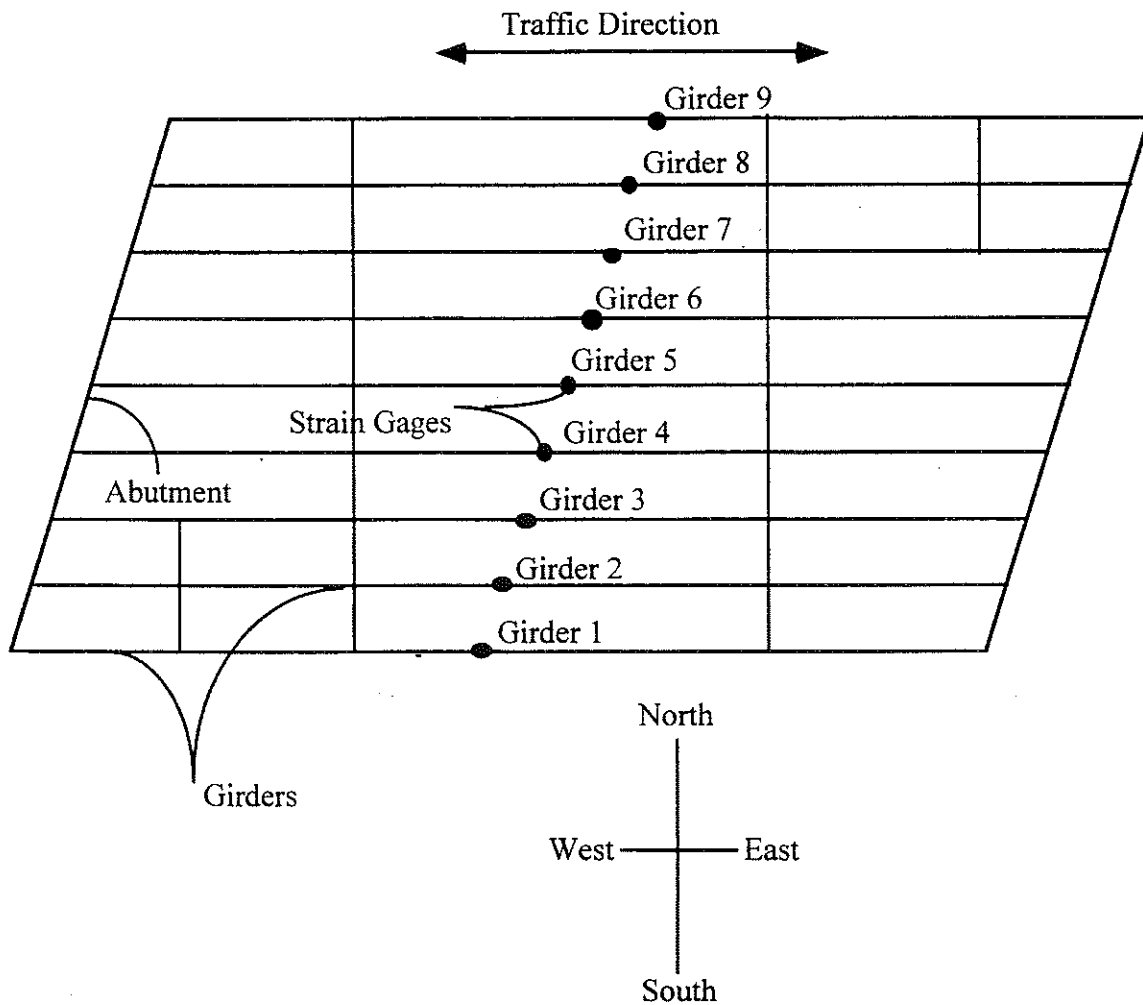 Traffic Direction
Girder 9
Girder 8
Girder 7
Girder 6
Girder 5
Strain Gages
Girder 4
Abutment
Girder 3
Girder 2
Girder 1
North
Girders
West
East
South